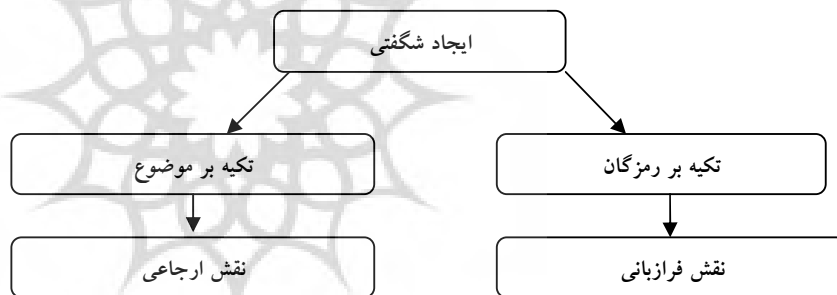 ایجاد شگفتی
تکیه بر رمزگان
تکیه بر موضوع
نقش فرازبانی
نقش ارجاعی